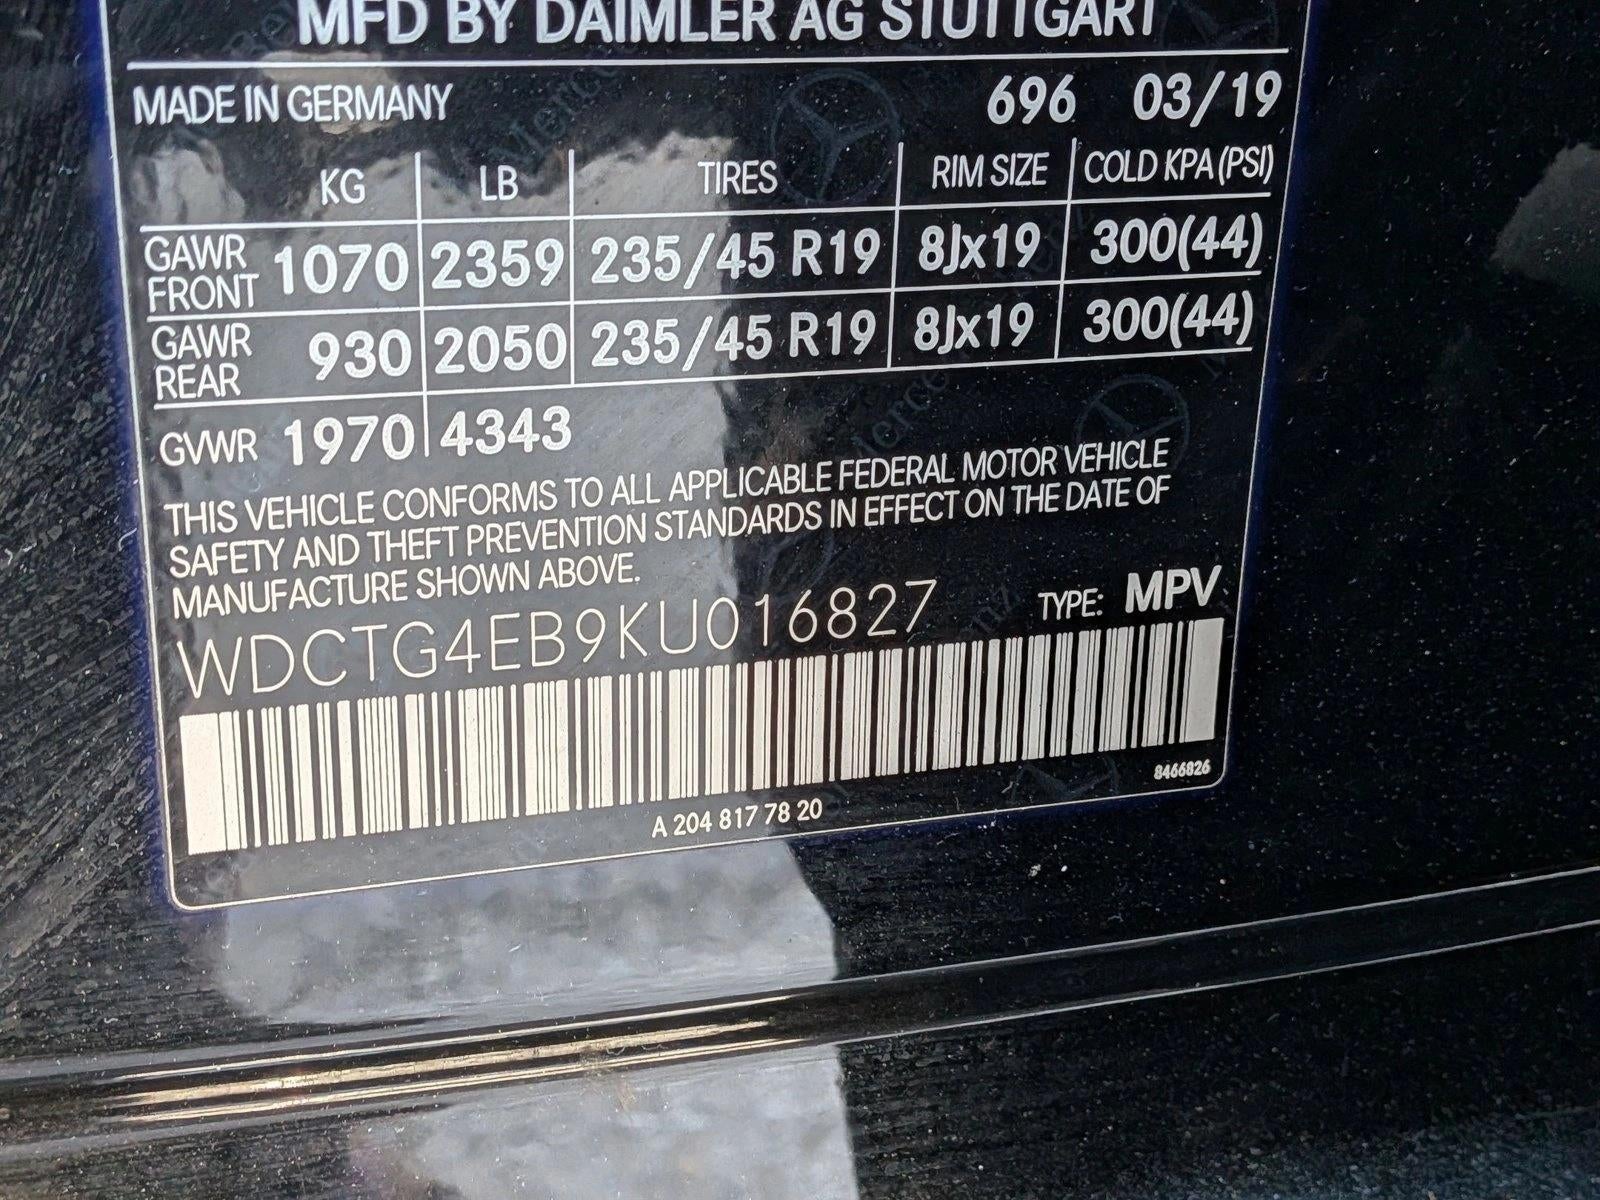 MFD BY DAIMLER AG STUTTGART
MADE IN GERMANY 696 03/19
KG LB TIRES RIM SIZE COLD KPA (PSI)
GAWR FRONT 1070 2359 235/45 R19 8Jx19 300(44)
GAWR REAR 930 2050 235/45 R19 8Jx19 300(44)
GVWR 1970 4343
THIS VEHICLE CONFORMS TO ALL APPLICABLE FEDERAL MOTOR VEHICLE
SAFETY AND THEFT PREVENTION STANDARDS IN EFFECT ON THE DATE OF
MANUFACTURE SHOWN ABOVE.
WDCTG4EB9KU016827 TYPE: MPV
8466826
A 204 817 78 20